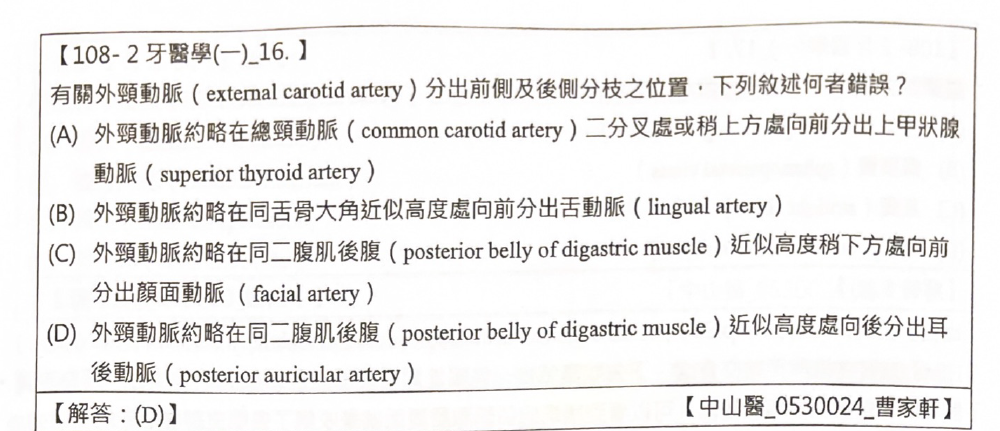 【108- 2 牙醫學(一)_16. 】
有關外頸動脈（external carotid artery）分出前側及後側分枝之位置，下列敘述何者錯誤？
(A) 外頸動脈約略在總頸動脈（common carotid artery）二分叉處或稍上方處向前分出上甲狀腺
動脈（superior thyroid artery）
(B) 外頸動脈約略在同舌骨大角近似高度處向前分出舌動脈（lingual artery）
(C) 外頸動脈約略在同二腹肌後腹（posterior belly of digastric muscle）近似高度稍下方處向前
分出顏面動脈 （facial artery）
(D) 外頸動脈約略在同二腹肌後腹（posterior belly of digastric muscle）近似高度處向後分出耳
後動脈（posterior auricular artery）
【解答：(D)】 【中山醫_0530024_曹家軒】